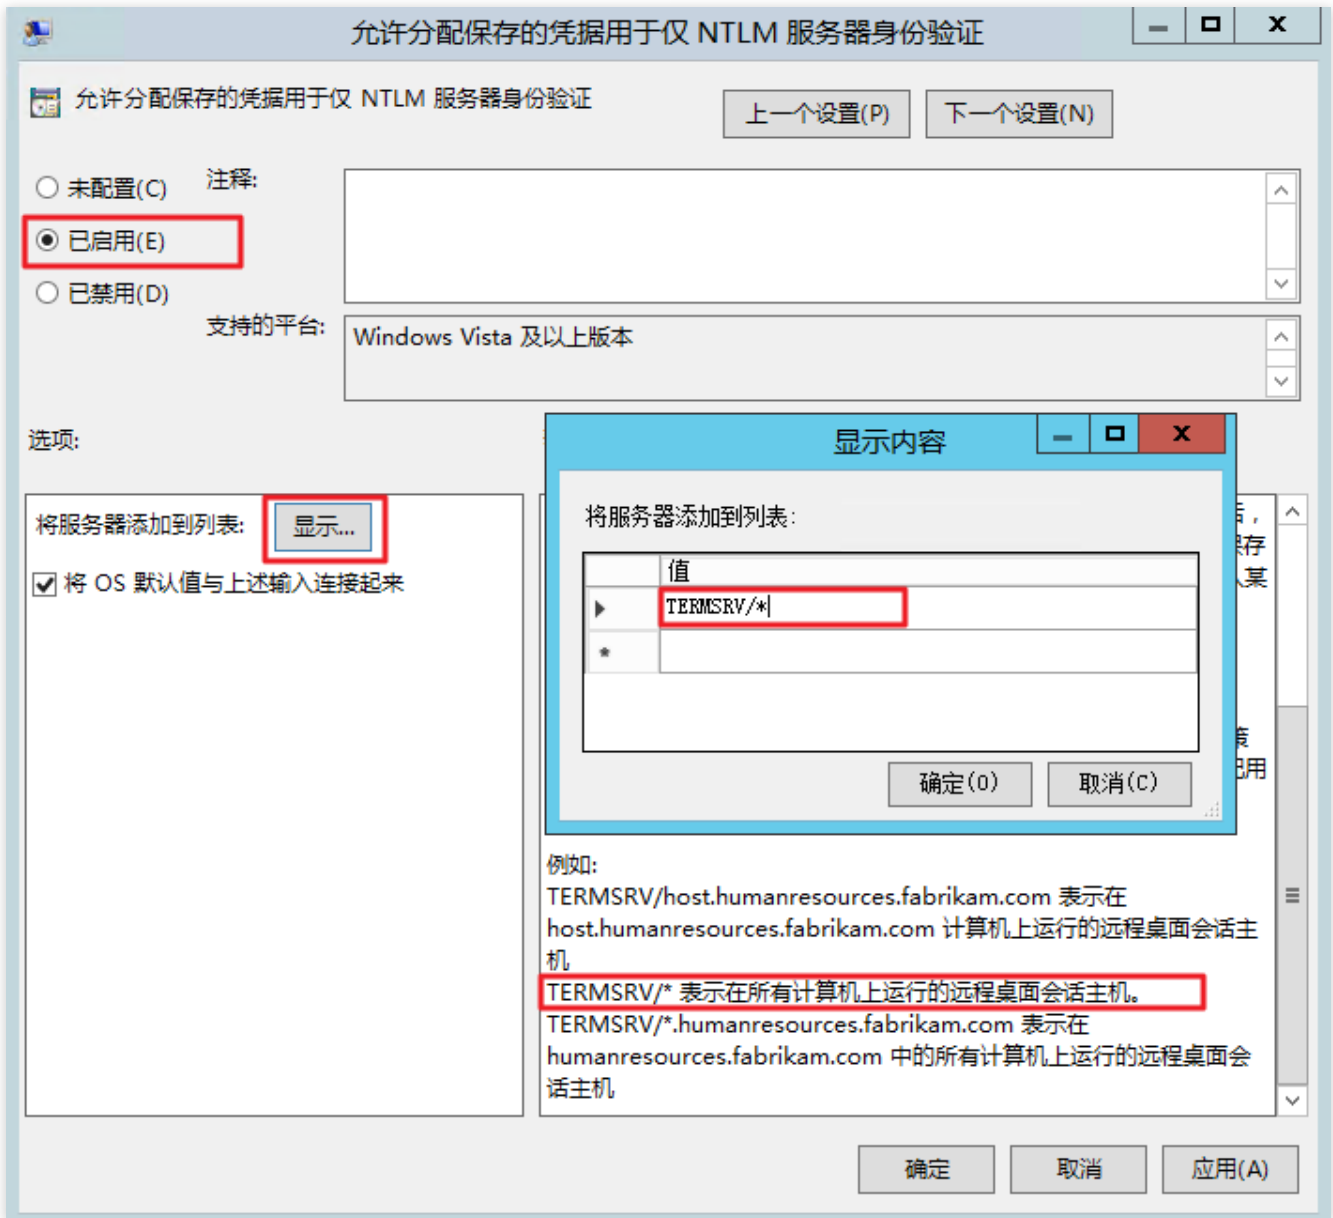 允许分配保存的凭据用于仅 NTLM 服务器身份验证
允许分配保存的凭据用于仅 NTLM 服务器身份验证
上一个设置(P)
下一个设置(N)
未配置(C)
注释:
已启用(E)
已禁用(D)
支持的平台:
Windows Vista 及以上版本
选项:
显示内容
将服务器添加到列表:
显示...
将 OS 默认值与上述输入连接起来
将服务器添加到列表:
值
TERMSRV/*
*
确定(O)
取消(C)
,
存
某
策
用
例如:
TERMSRV/host.humanresources.fabrikam.com 表示在
host.humanresources.fabrikam.com 计算机上运行的远程桌面会话主
机
TERMSRV/* 表示在所有计算机上运行的远程桌面会话主机。
TERMSRV/*.humanresources.fabrikam.com 表示在
humanresources.fabrikam.com 中的所有计算机上运行的远程桌面会
话主机
确定
取消
应用(A)